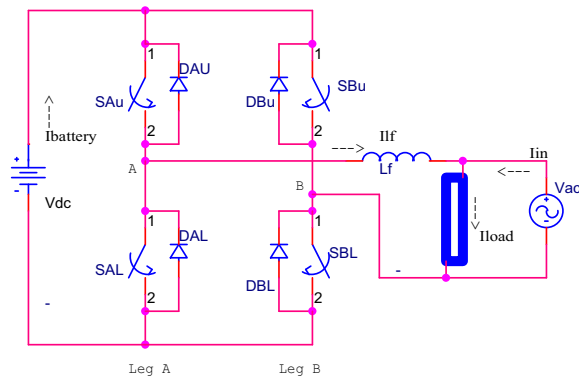 1
1
DAU
DBu
SAu
SBu
Ibattery
2
2
--->
Ilf
Iin
A
Lf
<---
+
-
Vdc
B
Vac
+
-
1
1
DAL
--->
Iload
SAL
DBL
SBL
-
-
2
2
Leg A
Leg B